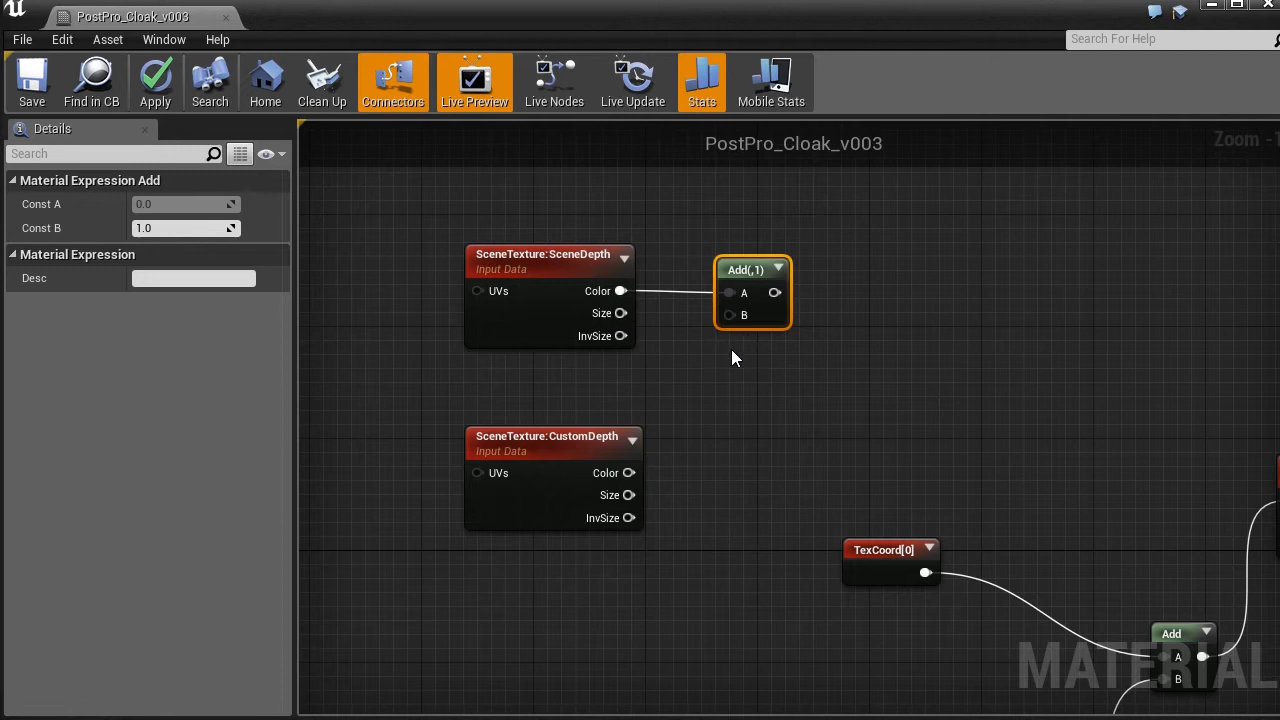 PostPro_Cloak_v003
File Edit Asset Window Help
Search For Help
Save Find in CB Apply Search Home Clean Up Connectors Live Preview Live Nodes Live Update Stats Mobile Stats
Details
Search
PostPro_Cloak_v003
Zoom -1
Material Expression Add
Const A 0.0
Const B 1.0
Material Expression
Desc
SceneTexture:SceneDepth
Input Data
UVs Color
Size
InvSize
Add(,1)
A
B
SceneTexture:CustomDepth
Input Data
UVs Color
Size
InvSize
TexCoord[0]
Add
A
B
MATERIAL